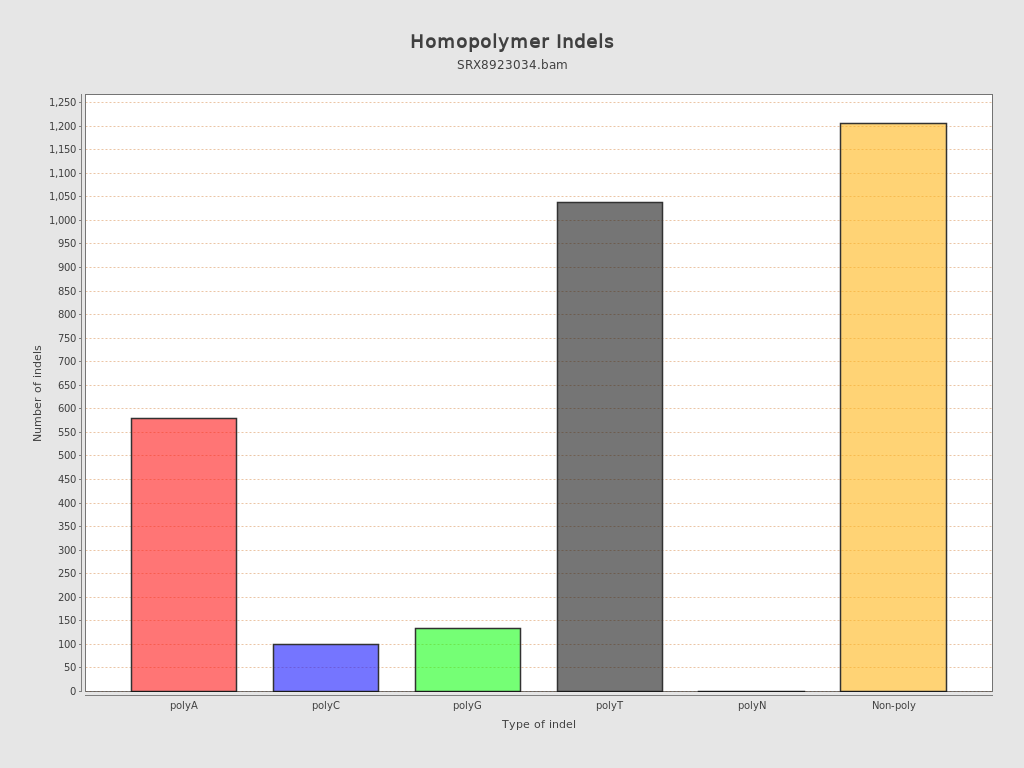 Homopolymer Indels
SRX8923034.bam
1,250
1,200
1,150
1,100
1,050
1,000
950
900
850
800
750
700
650
600
550
500
450
400
350
300
250
200
150
100
50
0
Number of indels
polyA
polyC
polyG
polyT
polyN
Non-poly
Type of indel